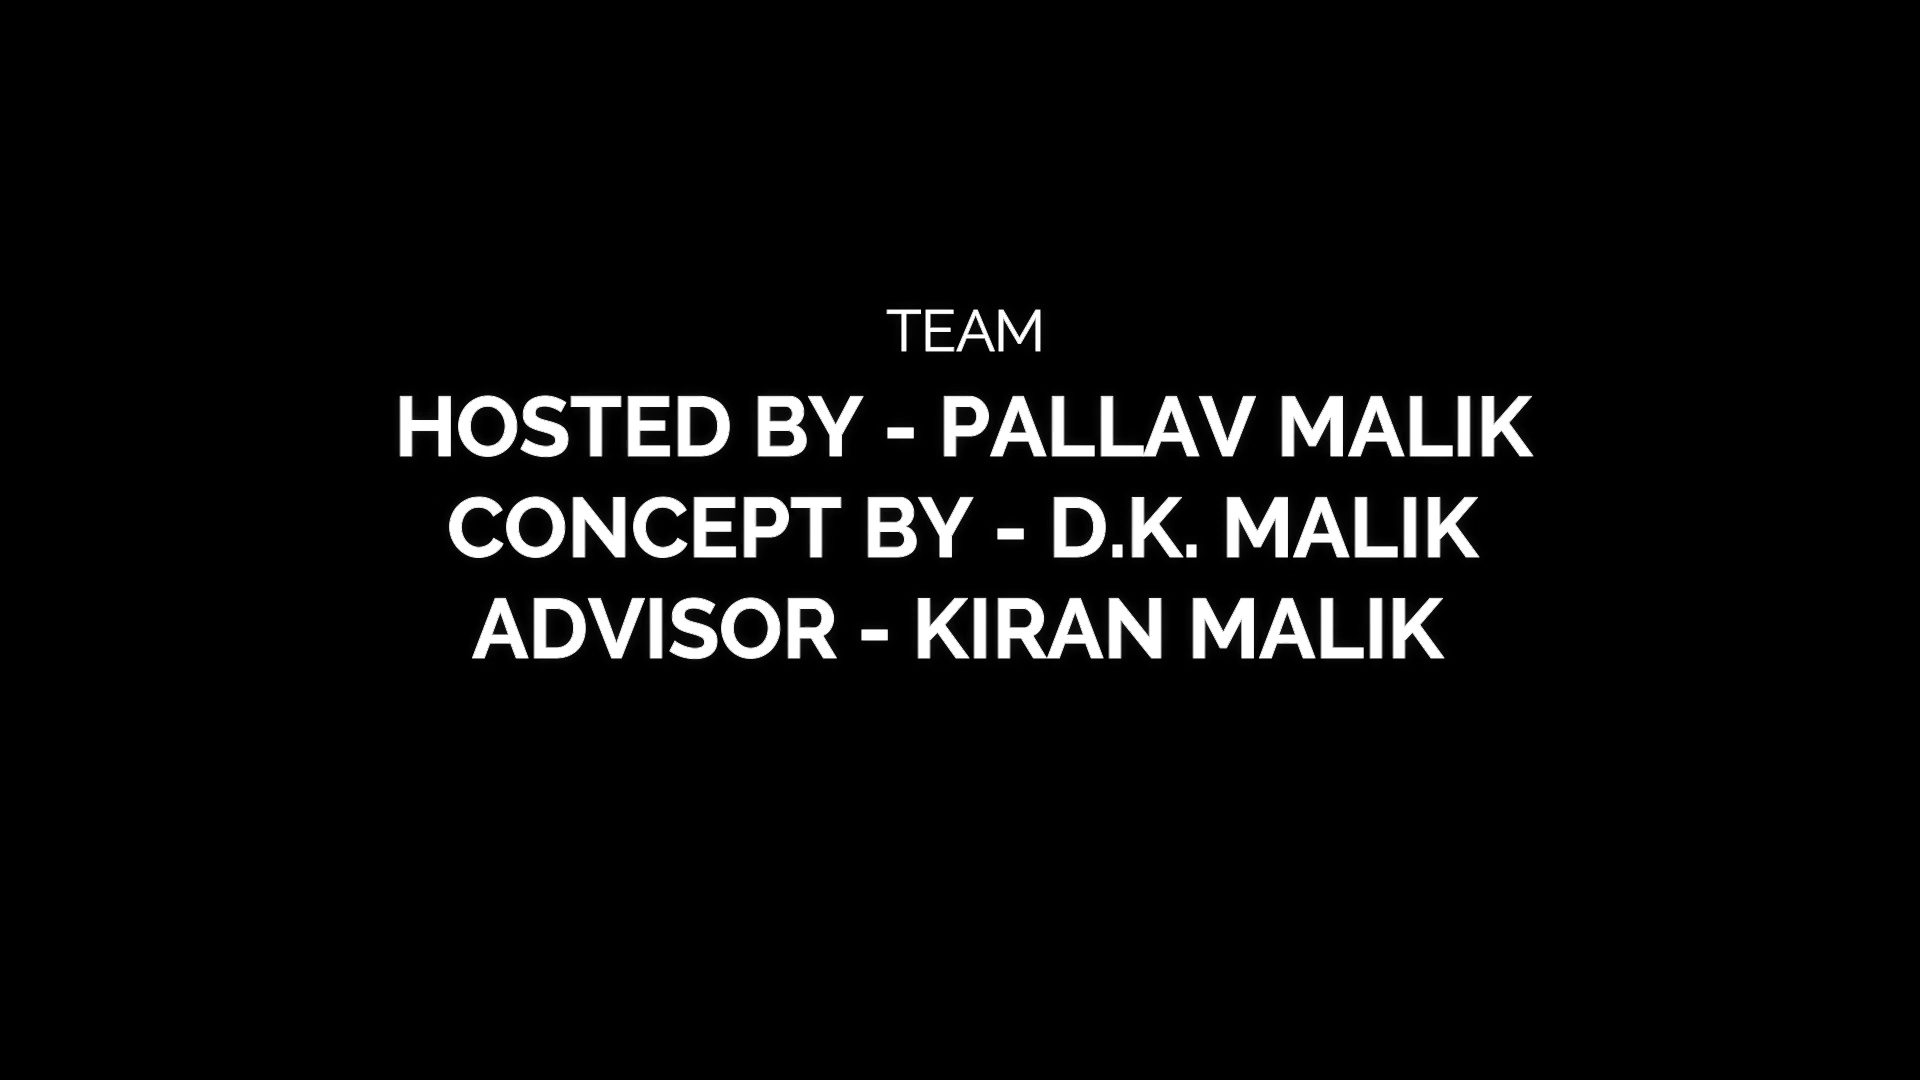 TEAM
HOSTED BY - PALLAV MALIK
CONCEPT BY - D.K. MALIK
ADVISOR - KIRAN MALIK